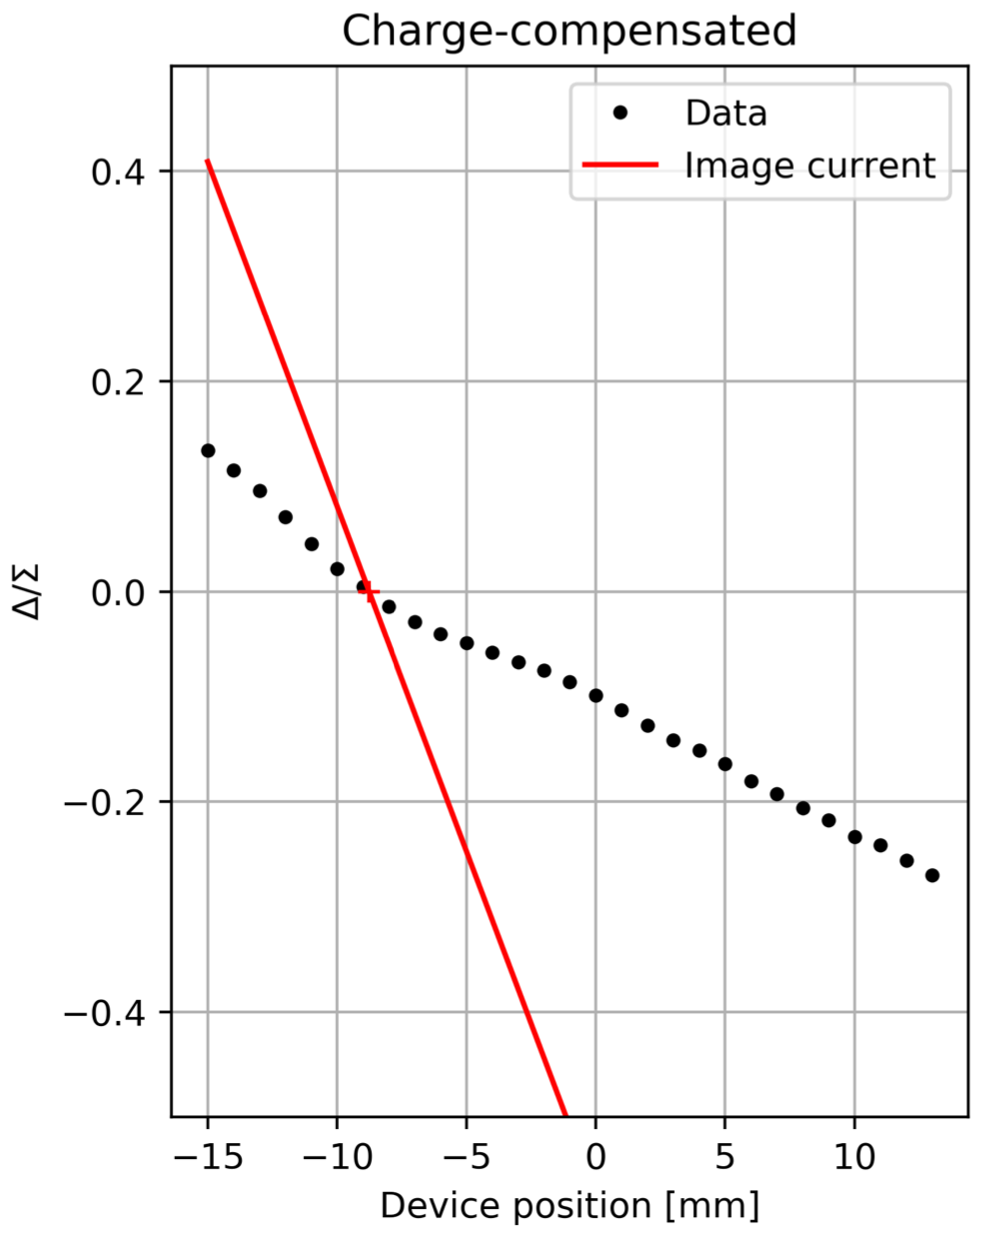 Charge-compensated
Data
Image current
0.4
0.2
0.0
−0.2
−0.4
Δ/Σ
−15
−10
−5
0
5
10
Device position [mm]